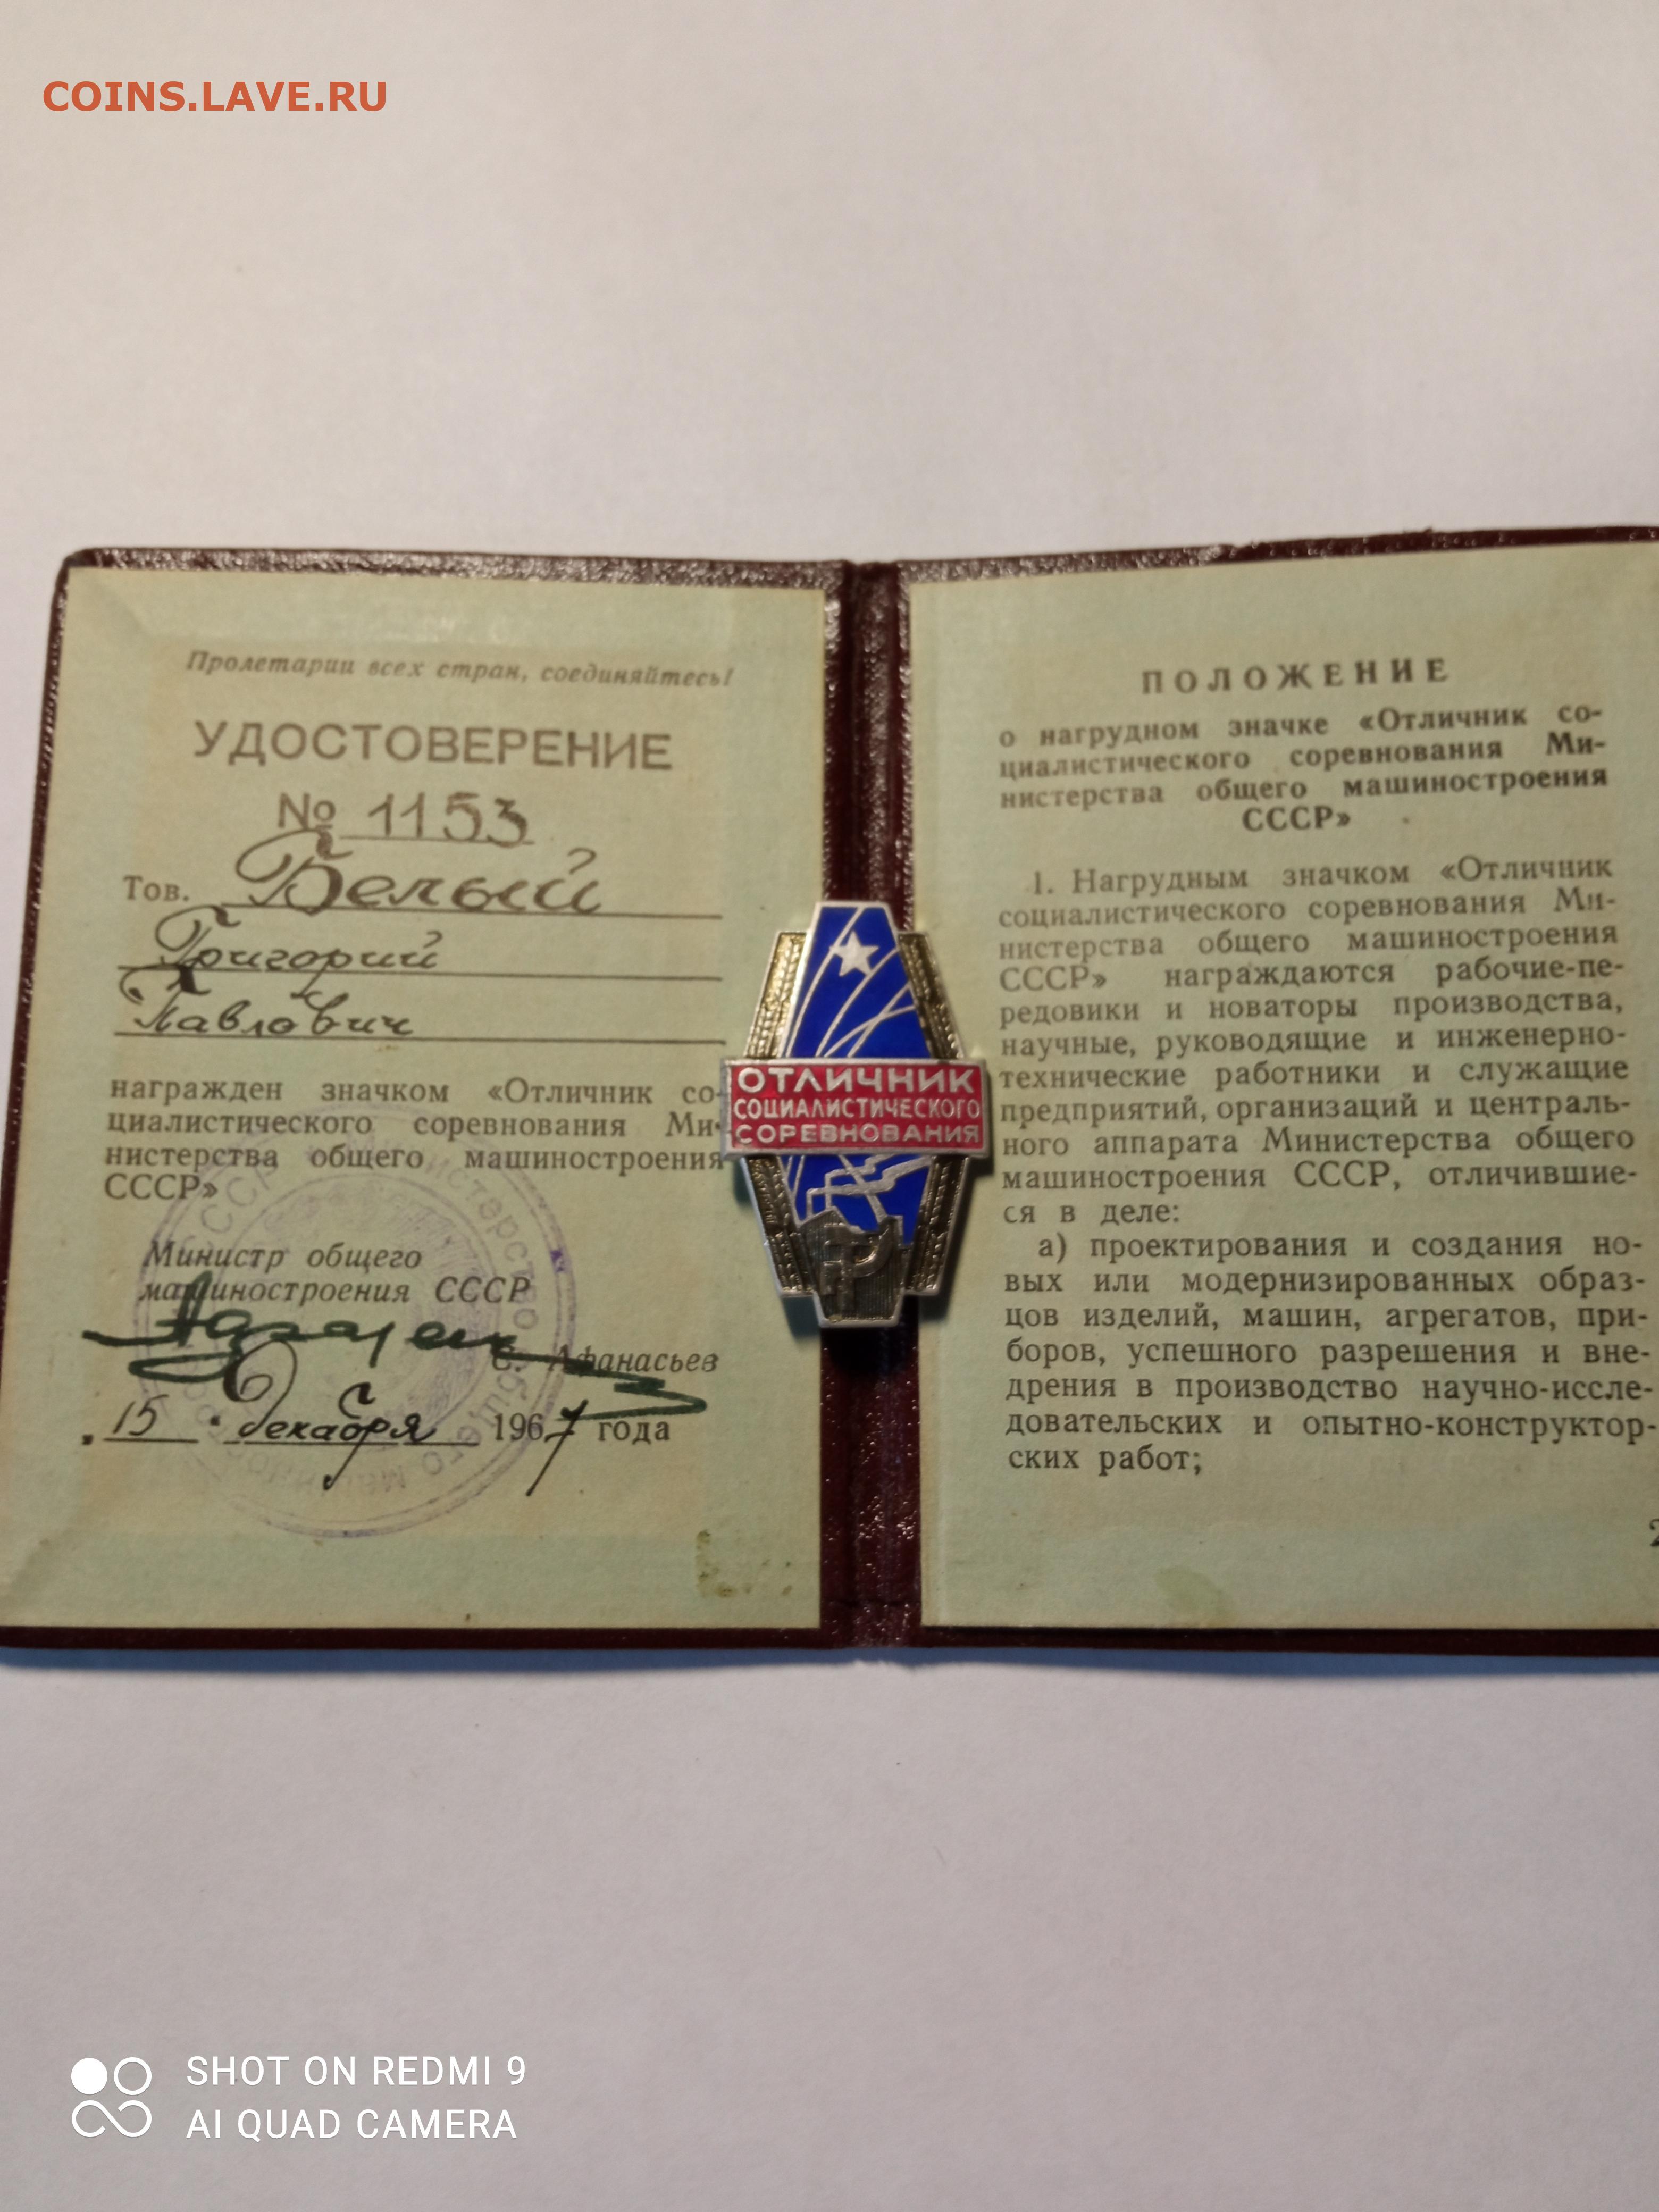 COINS.LAVE.RU
Пролетарии всех стран, соединяйтесь!
УДОСТОВЕРЕНИЕ
№ 1153
Тов. Белый
Григорий
Павлович
награжден значком «Отличник со-
циалистического соревнования Ми-
нистерства общего машиностроения
СССР»
Министр общего
машиностроения СССР
С. Афанасьев
15 декабря 1967 года
ОТЛИЧНИК
СОЦИАЛИСТИЧЕСКОГО
СОРЕВНОВАНИЯ
ПОЛОЖЕНИЕ
о нагрудном значке «Отличник со-
циалистического соревнования Ми-
нистерства общего машиностроения
СССР»
1. Нагрудным значком «Отличник
социалистического соревнования Ми-
нистерства общего машиностроения
СССР» награждаются рабочие-пе-
редовики и новаторы производства,
научные, руководящие и инженерно-
технические работники и служащие
предприятий, организаций и централь-
ного аппарата Министерства общего
машиностроения СССР, отличившие-
ся в деле:
а) проектирования и создания но-
вых или модернизированных образ-
цов изделий, машин, агрегатов, при-
боров, успешного разрешения и вне-
дрения в производство научно-иссле-
довательских и опытно-конструктор-
ских работ;
2
SHOT ON REDMI 9
AI QUAD CAMERA